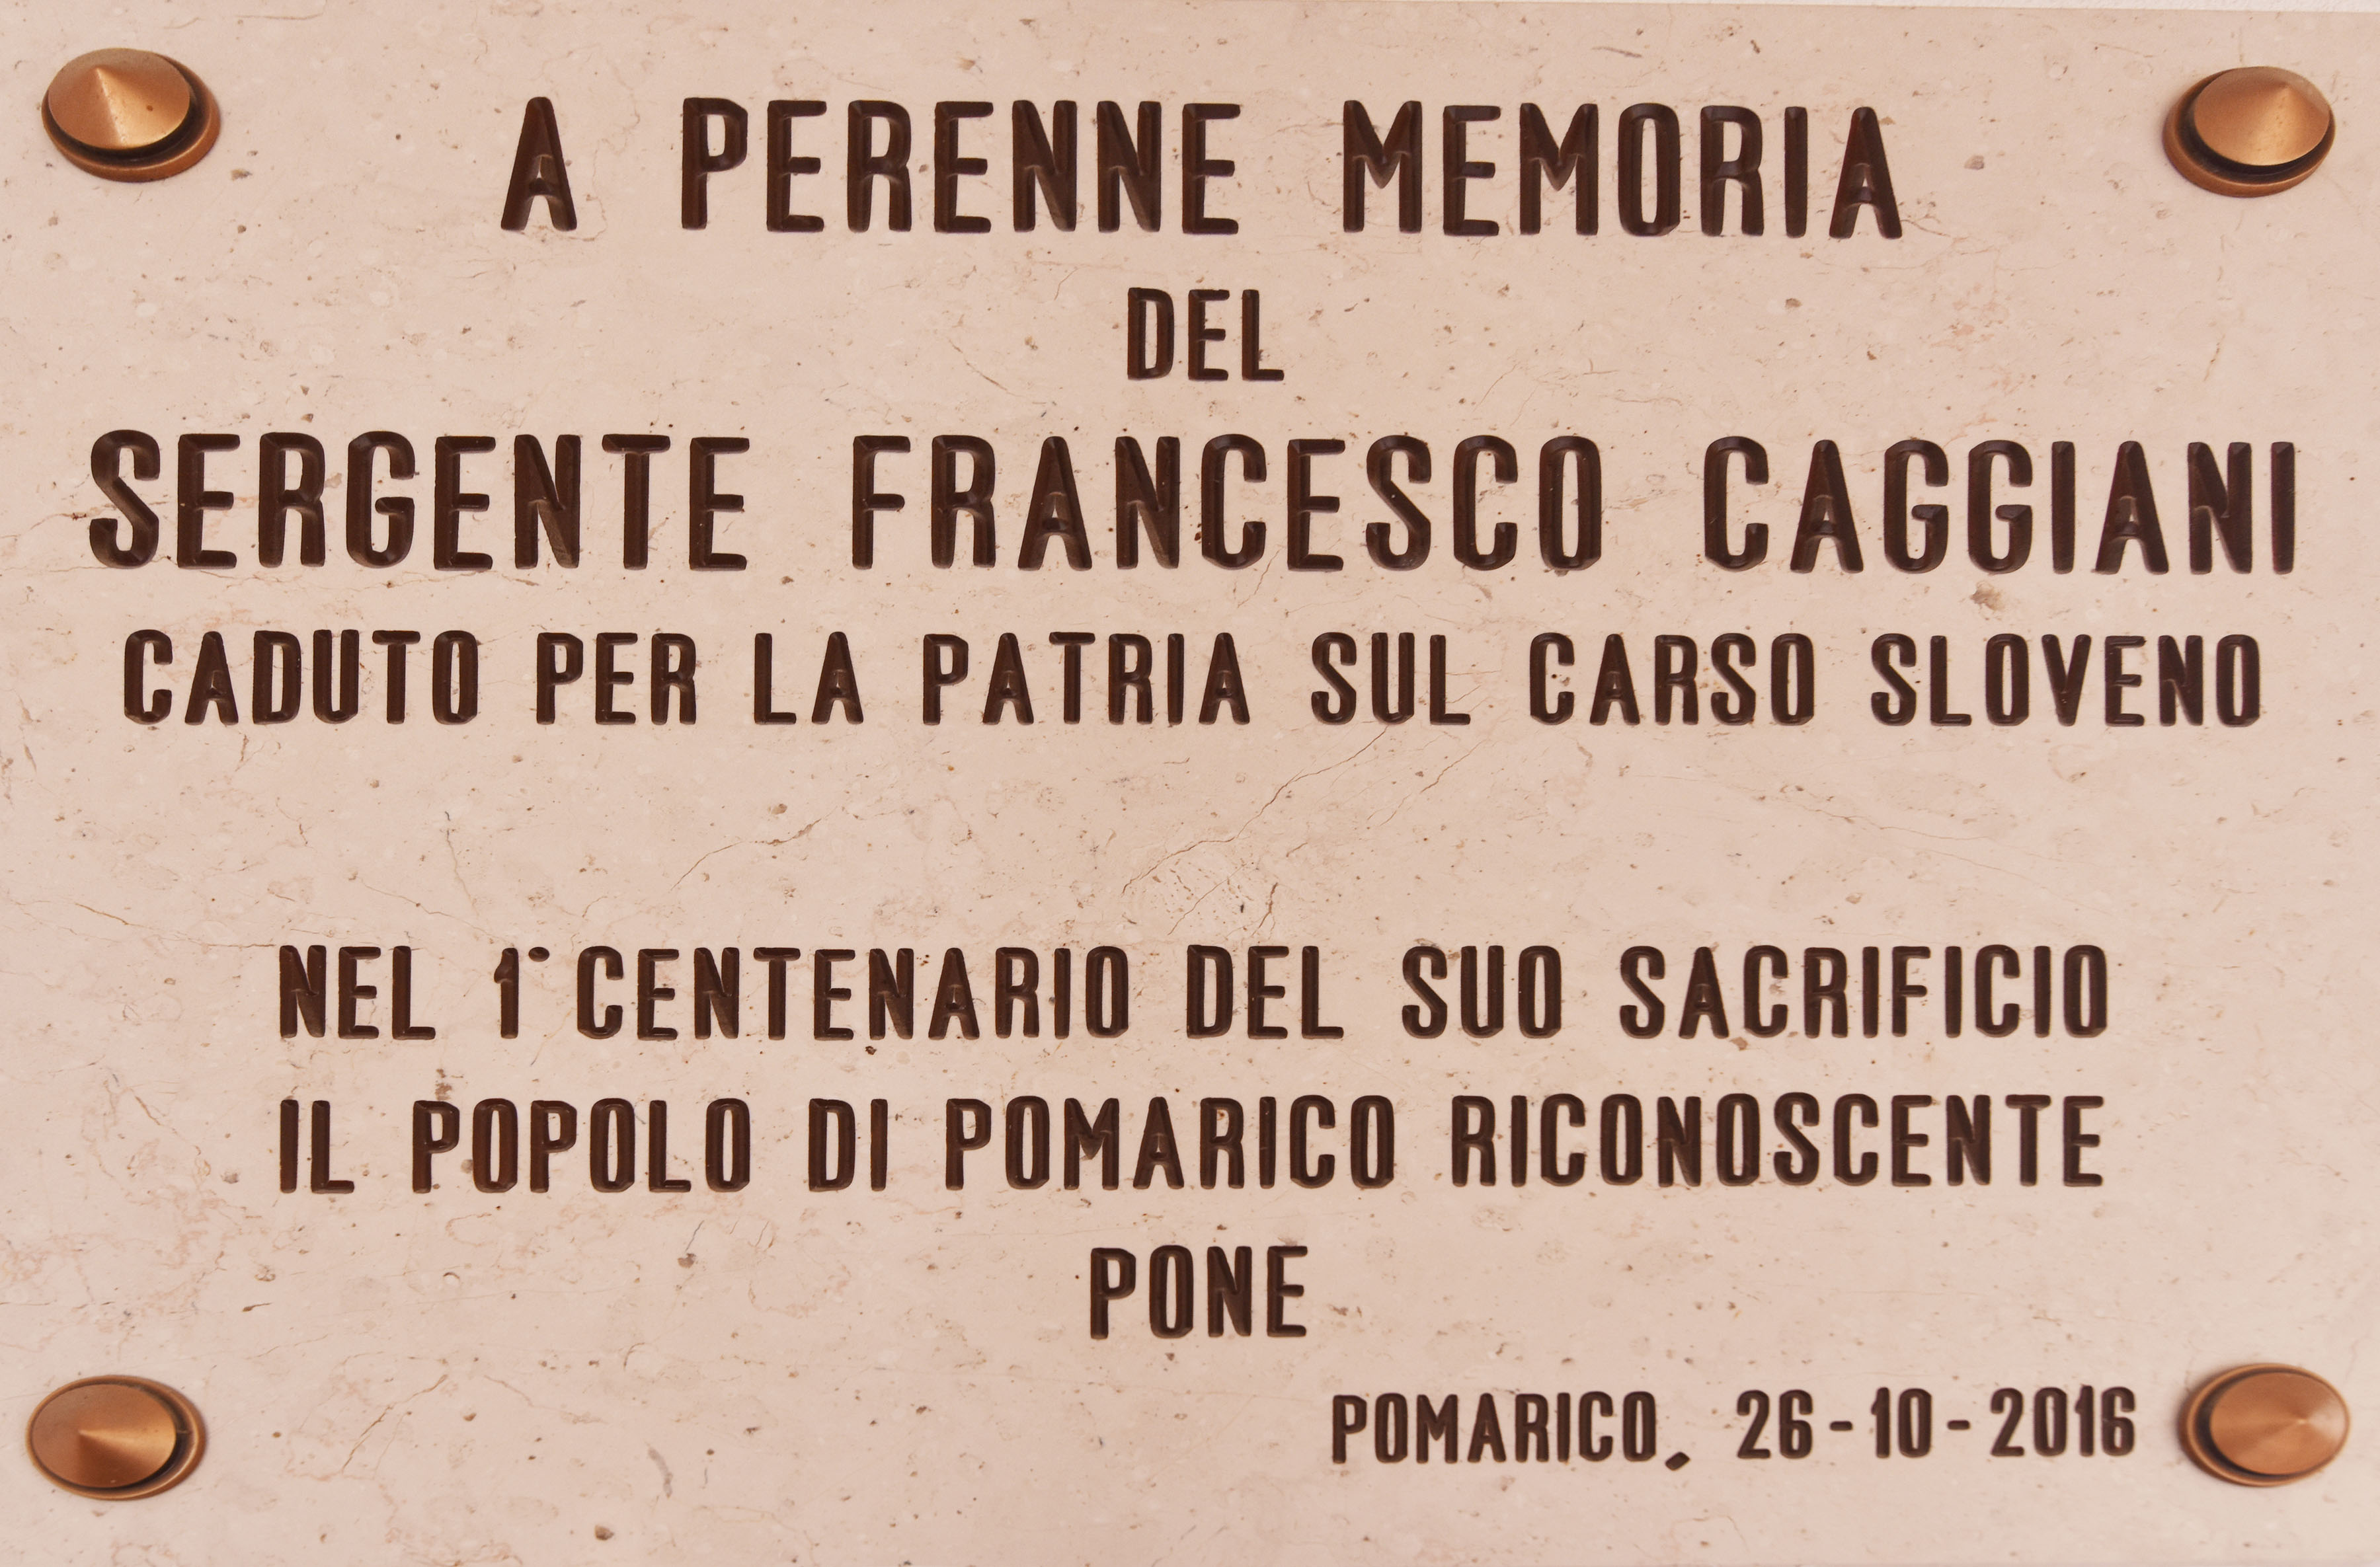 A PERENNE MEMORIA
DEL
SERGENTE FRANCESCO CAGGIANI
CADUTO PER LA PATRIA SUL CARSO SLOVENO
NEL 1° CENTENARIO DEL SUO SACRIFICIO
IL POPOLO DI POMARICO RICONOSCENTE
PONE
POMARICO, 26-10-2016